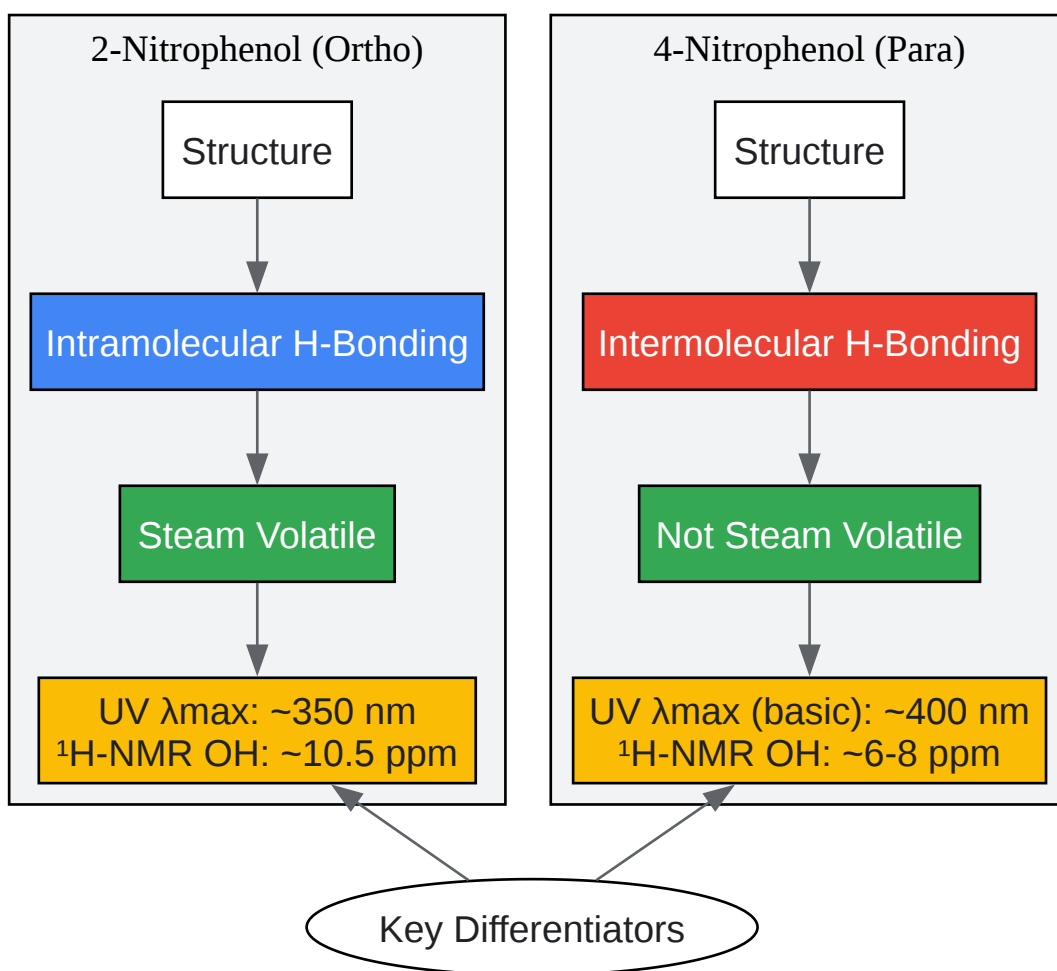 2-Nitrophenol (Ortho)
Structure
Intramolecular H-Bonding
Steam Volatile
UV λmax: ~350 nm
¹H-NMR OH: ~10.5 ppm
4-Nitrophenol (Para)
Structure
Intermolecular H-Bonding
Not Steam Volatile
UV λmax (basic): ~400 nm
¹H-NMR OH: ~6-8 ppm
Key Differentiators